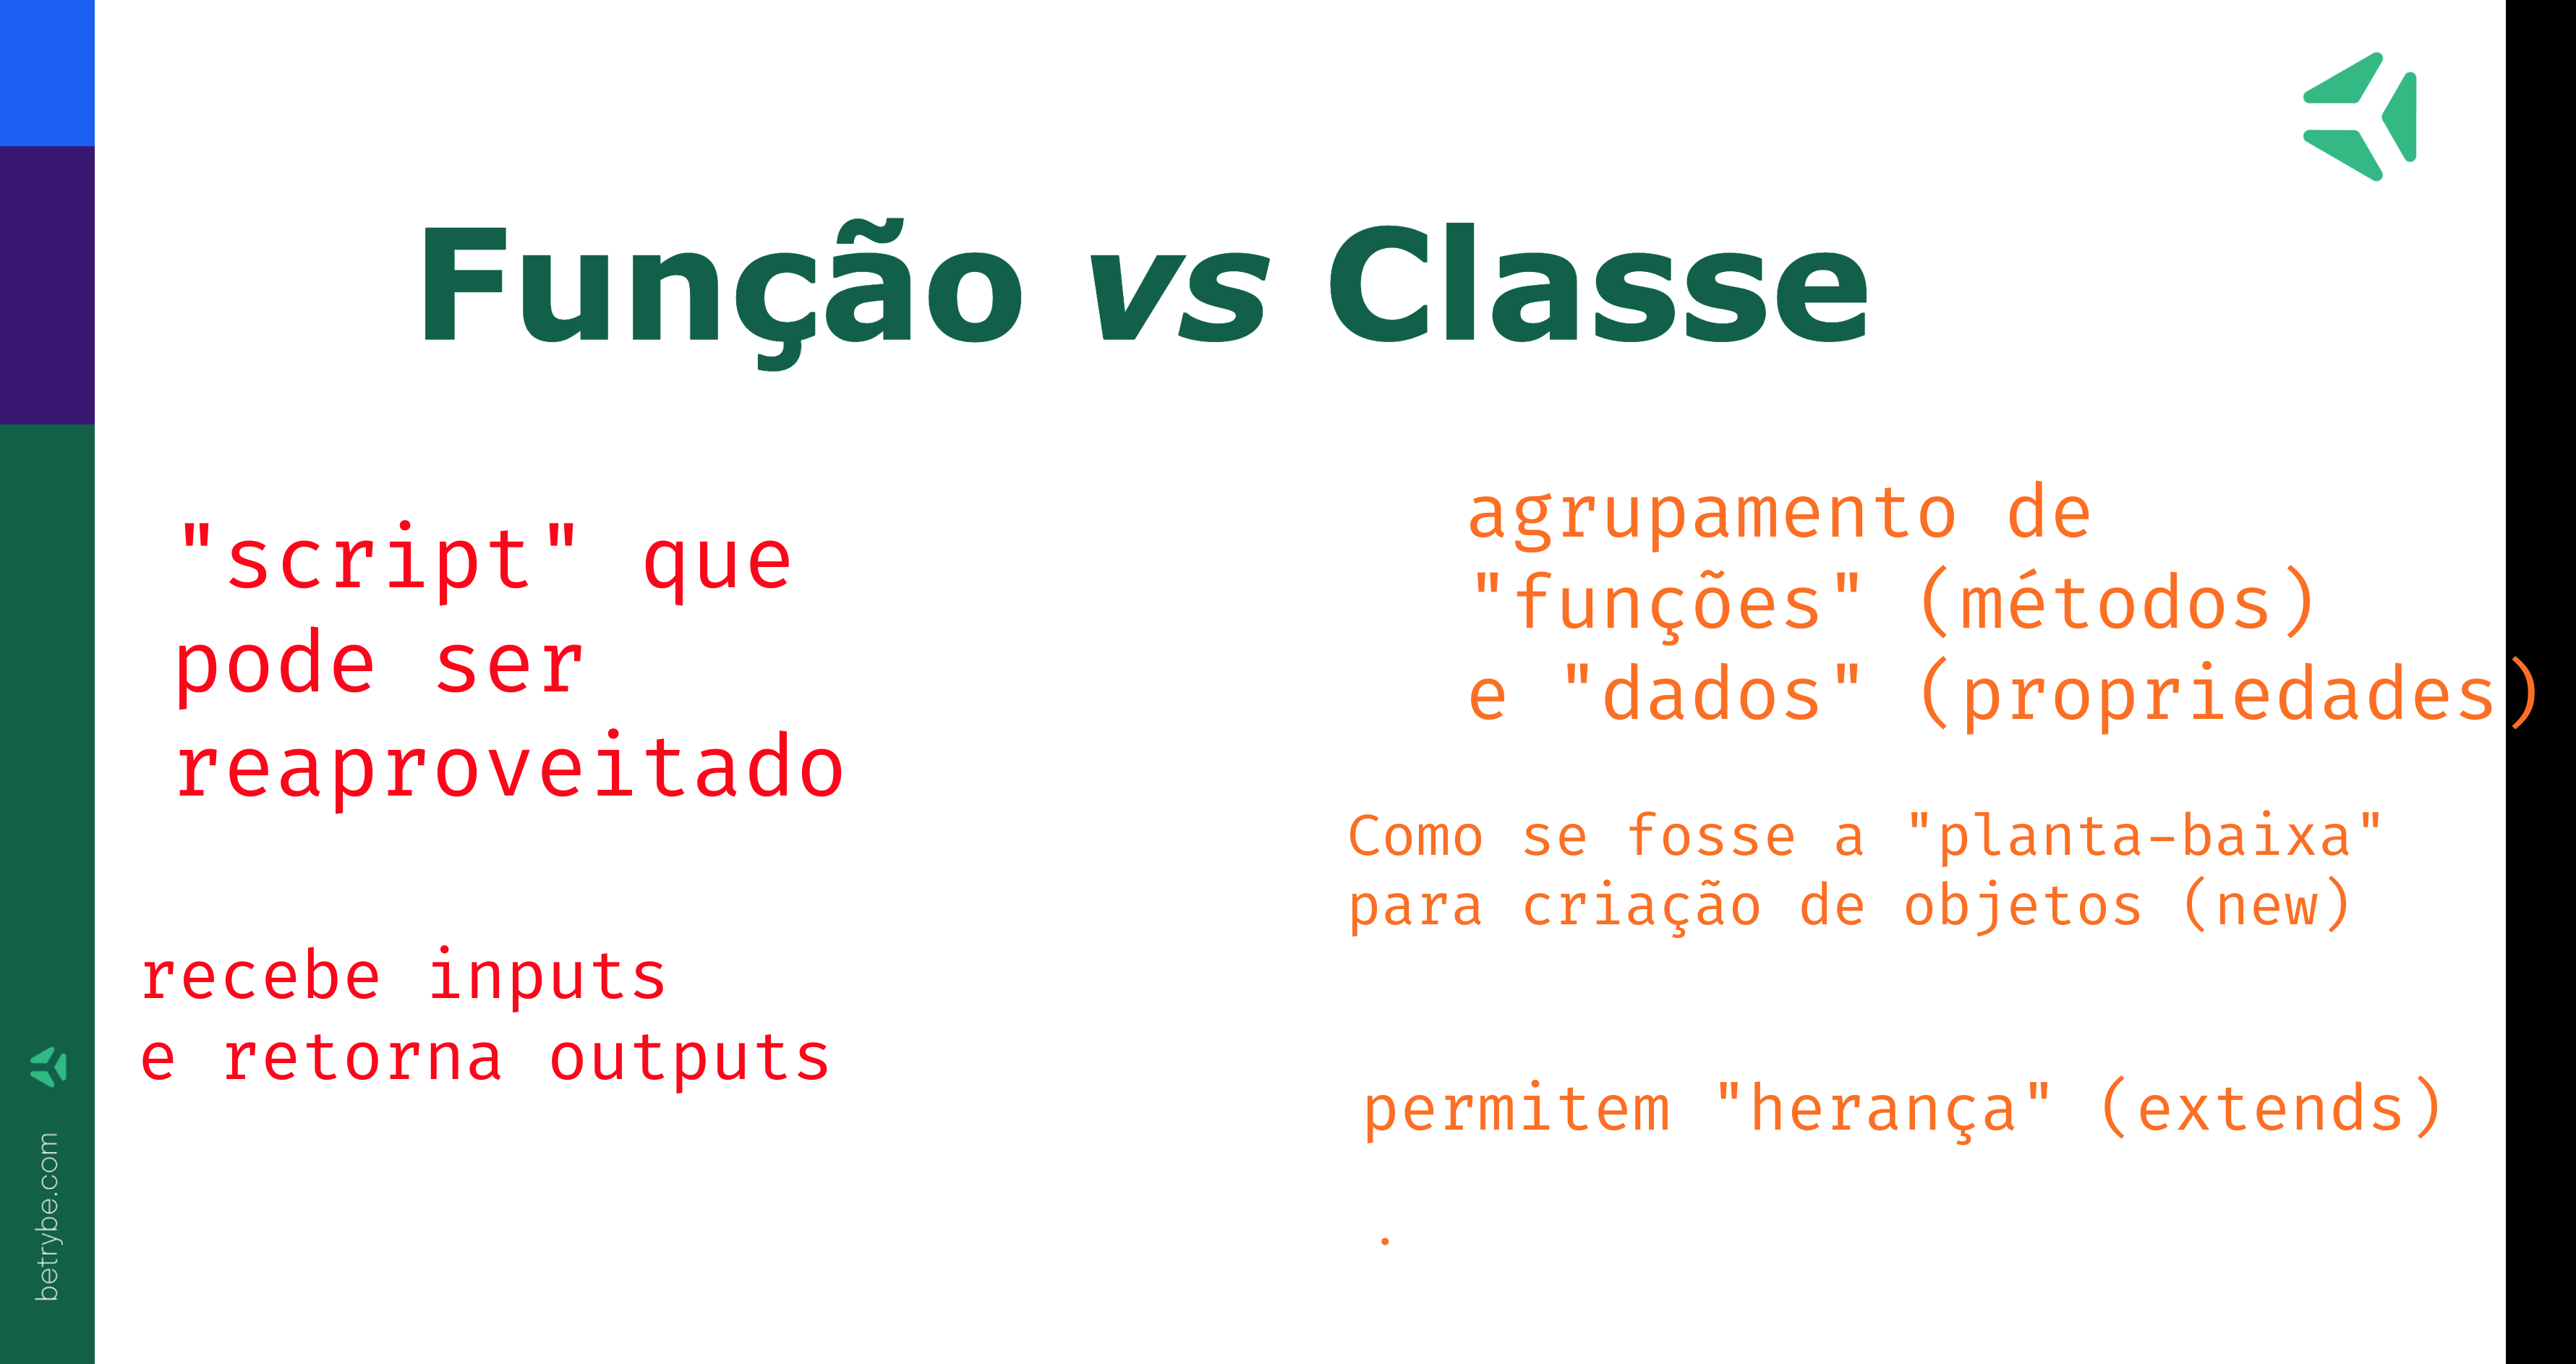 Função vs Classe
"script" que
pode ser
reaproveitado
recebe inputs
e retorna outputs
agrupamento de
"funções" (métodos)
e "dados" (propriedades)
Como se fosse a "planta-baixa"
para criação de objetos (new)
permitem "herança" (extends)
.
betrybe.com